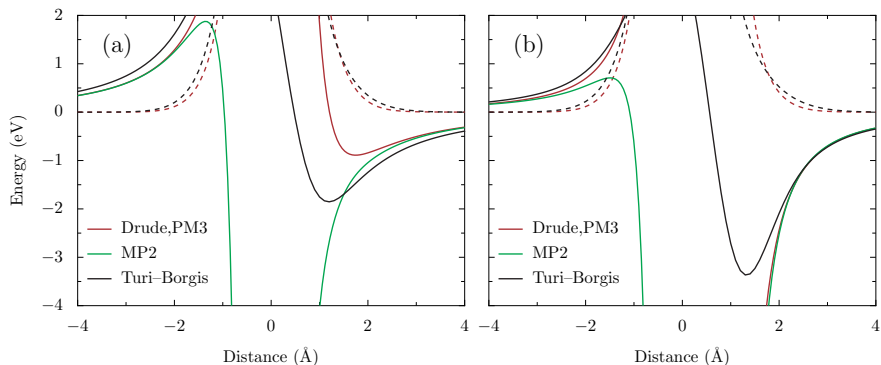 (a)
(b)
Energy (eV)
2
1
0
−1
−2
−3
−4
Drude,PM3
MP2
Turi–Borgis
Drude,PM3
MP2
Turi–Borgis
−4 −2 0 2 4
−4 −2 0 2 4
Distance (Å)
Distance (Å)